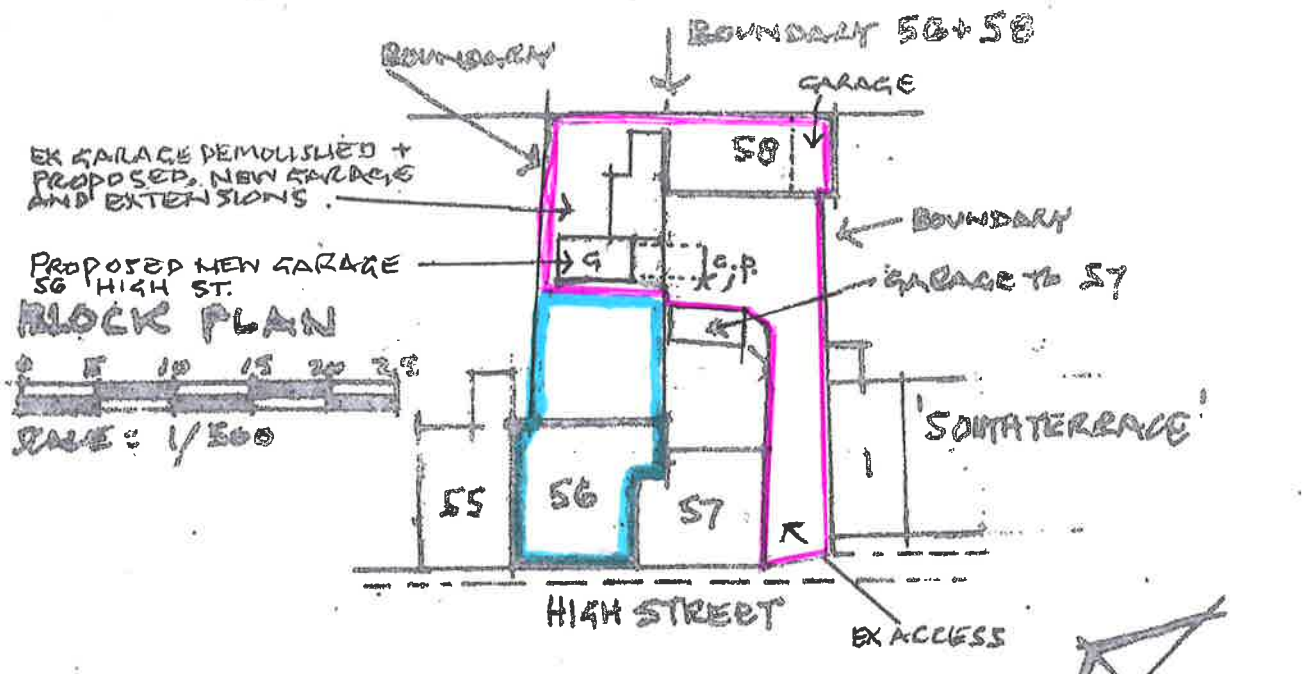 BOUNDARY 56+58
BOUNDARY
GARAGE
58
EX GARAGE DEMOLISHED +
PROPOSED, NEW GARAGE
AND EXTENSIONS.
BOUNDARY
PROPOSED NEW GARAGE
56 HIGH ST.
G
c.p.
GARAGE TO 57
BLOCK PLAN
0 5 10 15 20 25
SCALE: 1/500
'SOUTH TERRACE'
55
56
57
1
HIGH STREET
EX ACCESS